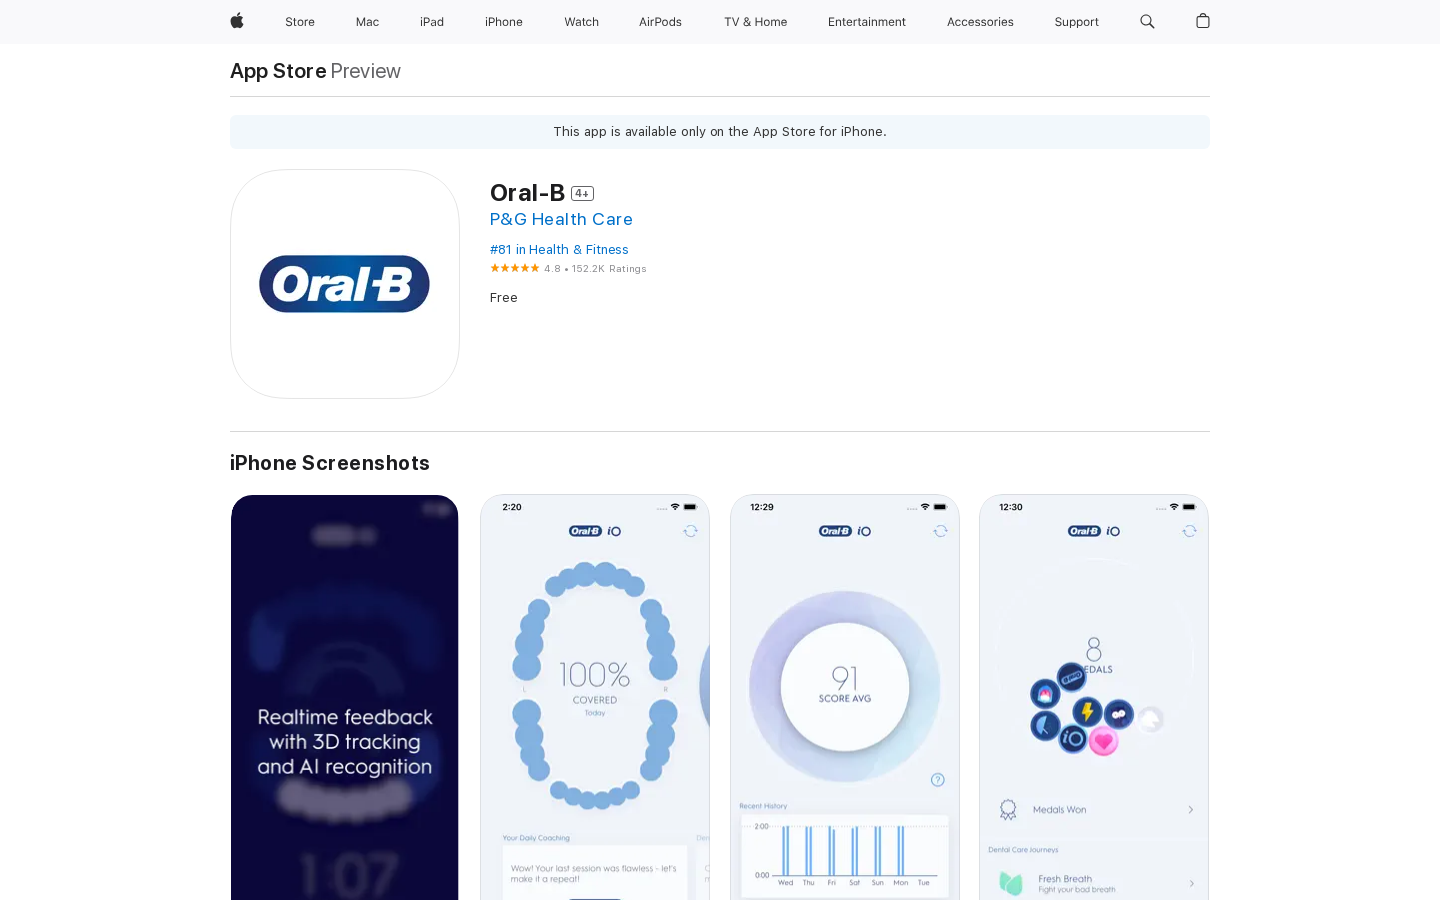 Store Mac iPad iPhone Watch AirPods TV & Home Entertainment Accessories Support
App Store Preview
This app is available only on the App Store for iPhone.
Oral-B
Oral-B 4+
P&G Health Care
#81 in Health & Fitness
4.8 • 152.2K Ratings
Free
iPhone Screenshots
Realtime feedback
with 3D tracking
and AI recognition
1:07
2:20
Oral-B iO
100%
COVERED
Today
L R
Your Daily Coaching
Wow! Your last session was flawless - let's
make it a repeat!
12:29
Oral-B iO
91
SCORE AVG
?
Recent History
2:00
0:00
Wed Thu Fri Sat Sun Mon Tue
12:30
Oral-B iO
8
EDALS
iO
Medals Won
Dental Care Journeys
Fresh Breath
Fight your bad breath